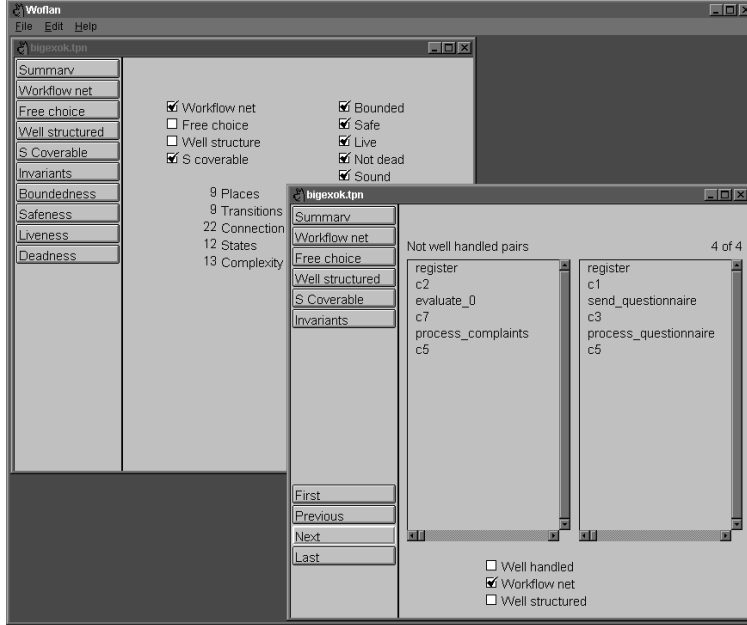 Woflan
File Edit Help
bigexok.tpn
Summary
Workflow net
Free choice
Well structured
S Coverable
Invariants
Boundedness
Safeness
Liveness
Deadness
Workflow net
Free choice
Well structure
S coverable
Bounded
Safe
Live
Not dead
Sound
9 Places
9 Transitions
22 Connection
12 States
13 Complexity
bigexok.tpn
Summary
Workflow net
Free choice
Well structured
S Coverable
Invariants
First
Previous
Next
Last
Not well handled pairs 4 of 4
register
c2
evaluate_0
c7
process_complaints
c5
register
c1
send_questionnaire
c3
process_questionnaire
c5
Well handled
Workflow net
Well structured